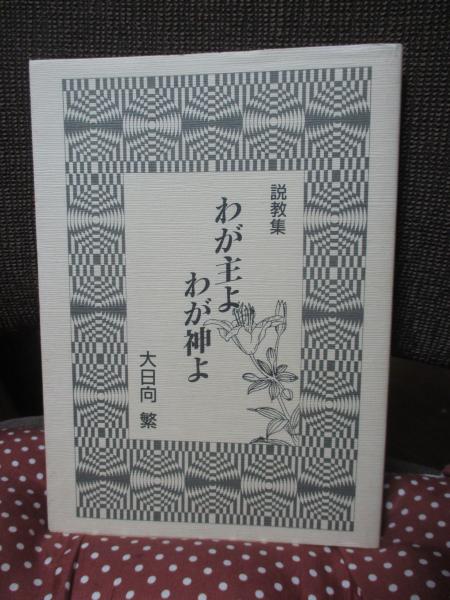 説教集
わが主よ
わが神よ
大日向 繁